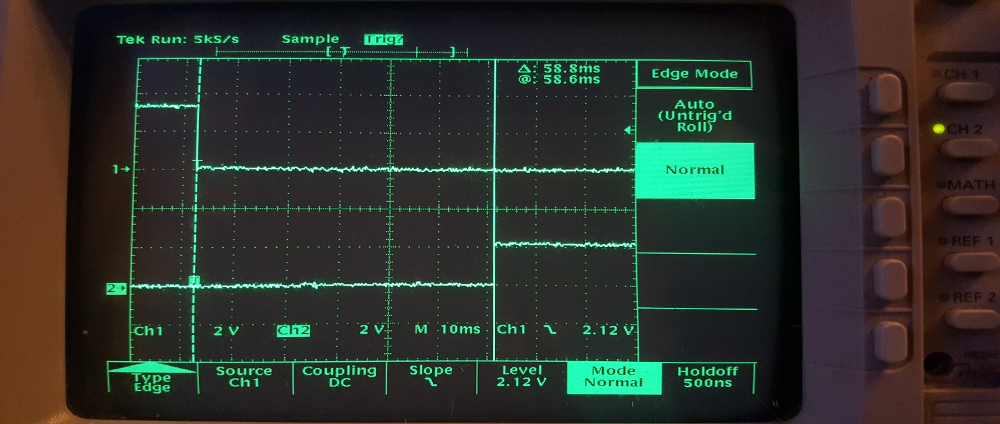 Tek Run: 5kS/s Sample Trig?
[ T ]
Δ: 58.8ms
@: 58.6ms
Edge Mode
Auto
(Untrig'd
Roll)
Normal
1→
2→
Ch1 2 V Ch2 2 V M 10ms Ch1 2.12 V
Type
Edge
Source
Ch1
Coupling
DC
Slope
Level
2.12 V
Mode
Normal
Holdoff
500ns
CH 1
CH 2
MATH
REF 1
REF 2